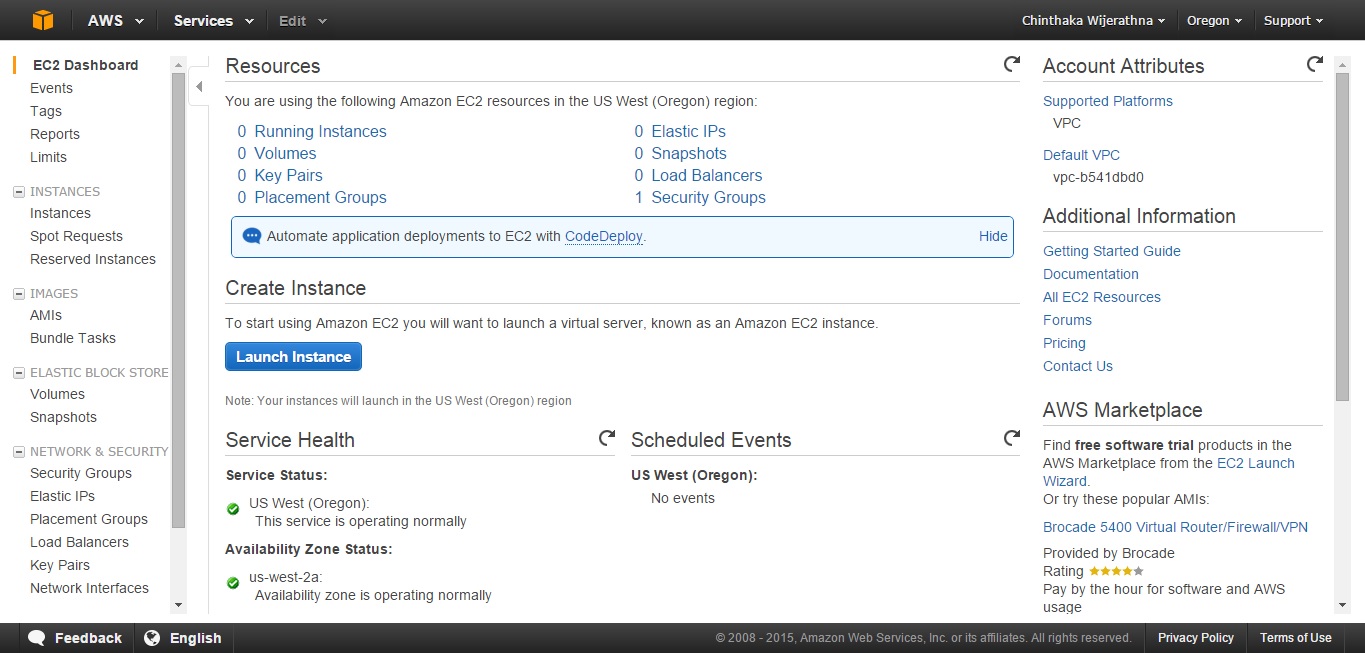 AWS Services Edit Chinthaka Wijerathna Oregon Support
EC2 Dashboard
Events
Tags
Reports
Limits
INSTANCES
Instances
Spot Requests
Reserved Instances
IMAGES
AMIs
Bundle Tasks
ELASTIC BLOCK STORE
Volumes
Snapshots
NETWORK & SECURITY
Security Groups
Elastic IPs
Placement Groups
Load Balancers
Key Pairs
Network Interfaces
Resources
You are using the following Amazon EC2 resources in the US West (Oregon) region:
0 Running Instances
0 Volumes
0 Key Pairs
0 Placement Groups
0 Elastic IPs
0 Snapshots
0 Load Balancers
1 Security Groups
Automate application deployments to EC2 with CodeDeploy. Hide
Create Instance
To start using Amazon EC2 you will want to launch a virtual server, known as an Amazon EC2 instance.
Launch Instance
Note: Your instances will launch in the US West (Oregon) region
Service Health
Service Status:
US West (Oregon):
This service is operating normally
Availability Zone Status:
us-west-2a:
Availability zone is operating normally
Scheduled Events
US West (Oregon):
No events
Account Attributes
Supported Platforms
VPC
Default VPC
vpc-b541dbd0
Additional Information
Getting Started Guide
Documentation
All EC2 Resources
Forums
Pricing
Contact Us
AWS Marketplace
Find free software trial products in the
AWS Marketplace from the EC2 Launch
Wizard.
Or try these popular AMIs:
Brocade 5400 Virtual Router/Firewall/VPN
Provided by Brocade
Rating
Pay by the hour for software and AWS
usage
Feedback English © 2008 - 2015, Amazon Web Services, Inc. or its affiliates. All rights reserved. Privacy Policy Terms of Use